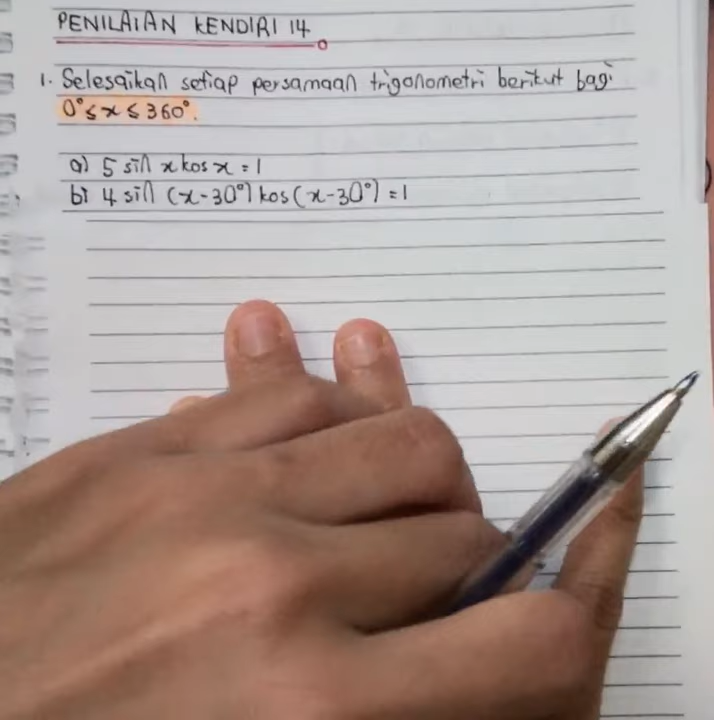 PENILAIAN KENDIRI 14
1. Selesaikan setiap persamaan trigonometri berikut bagi
0° ≤ x ≤ 360°.
a) 5 sin x kos x = 1
b) 4 sin (x-30°) kos (x-30°) = 1